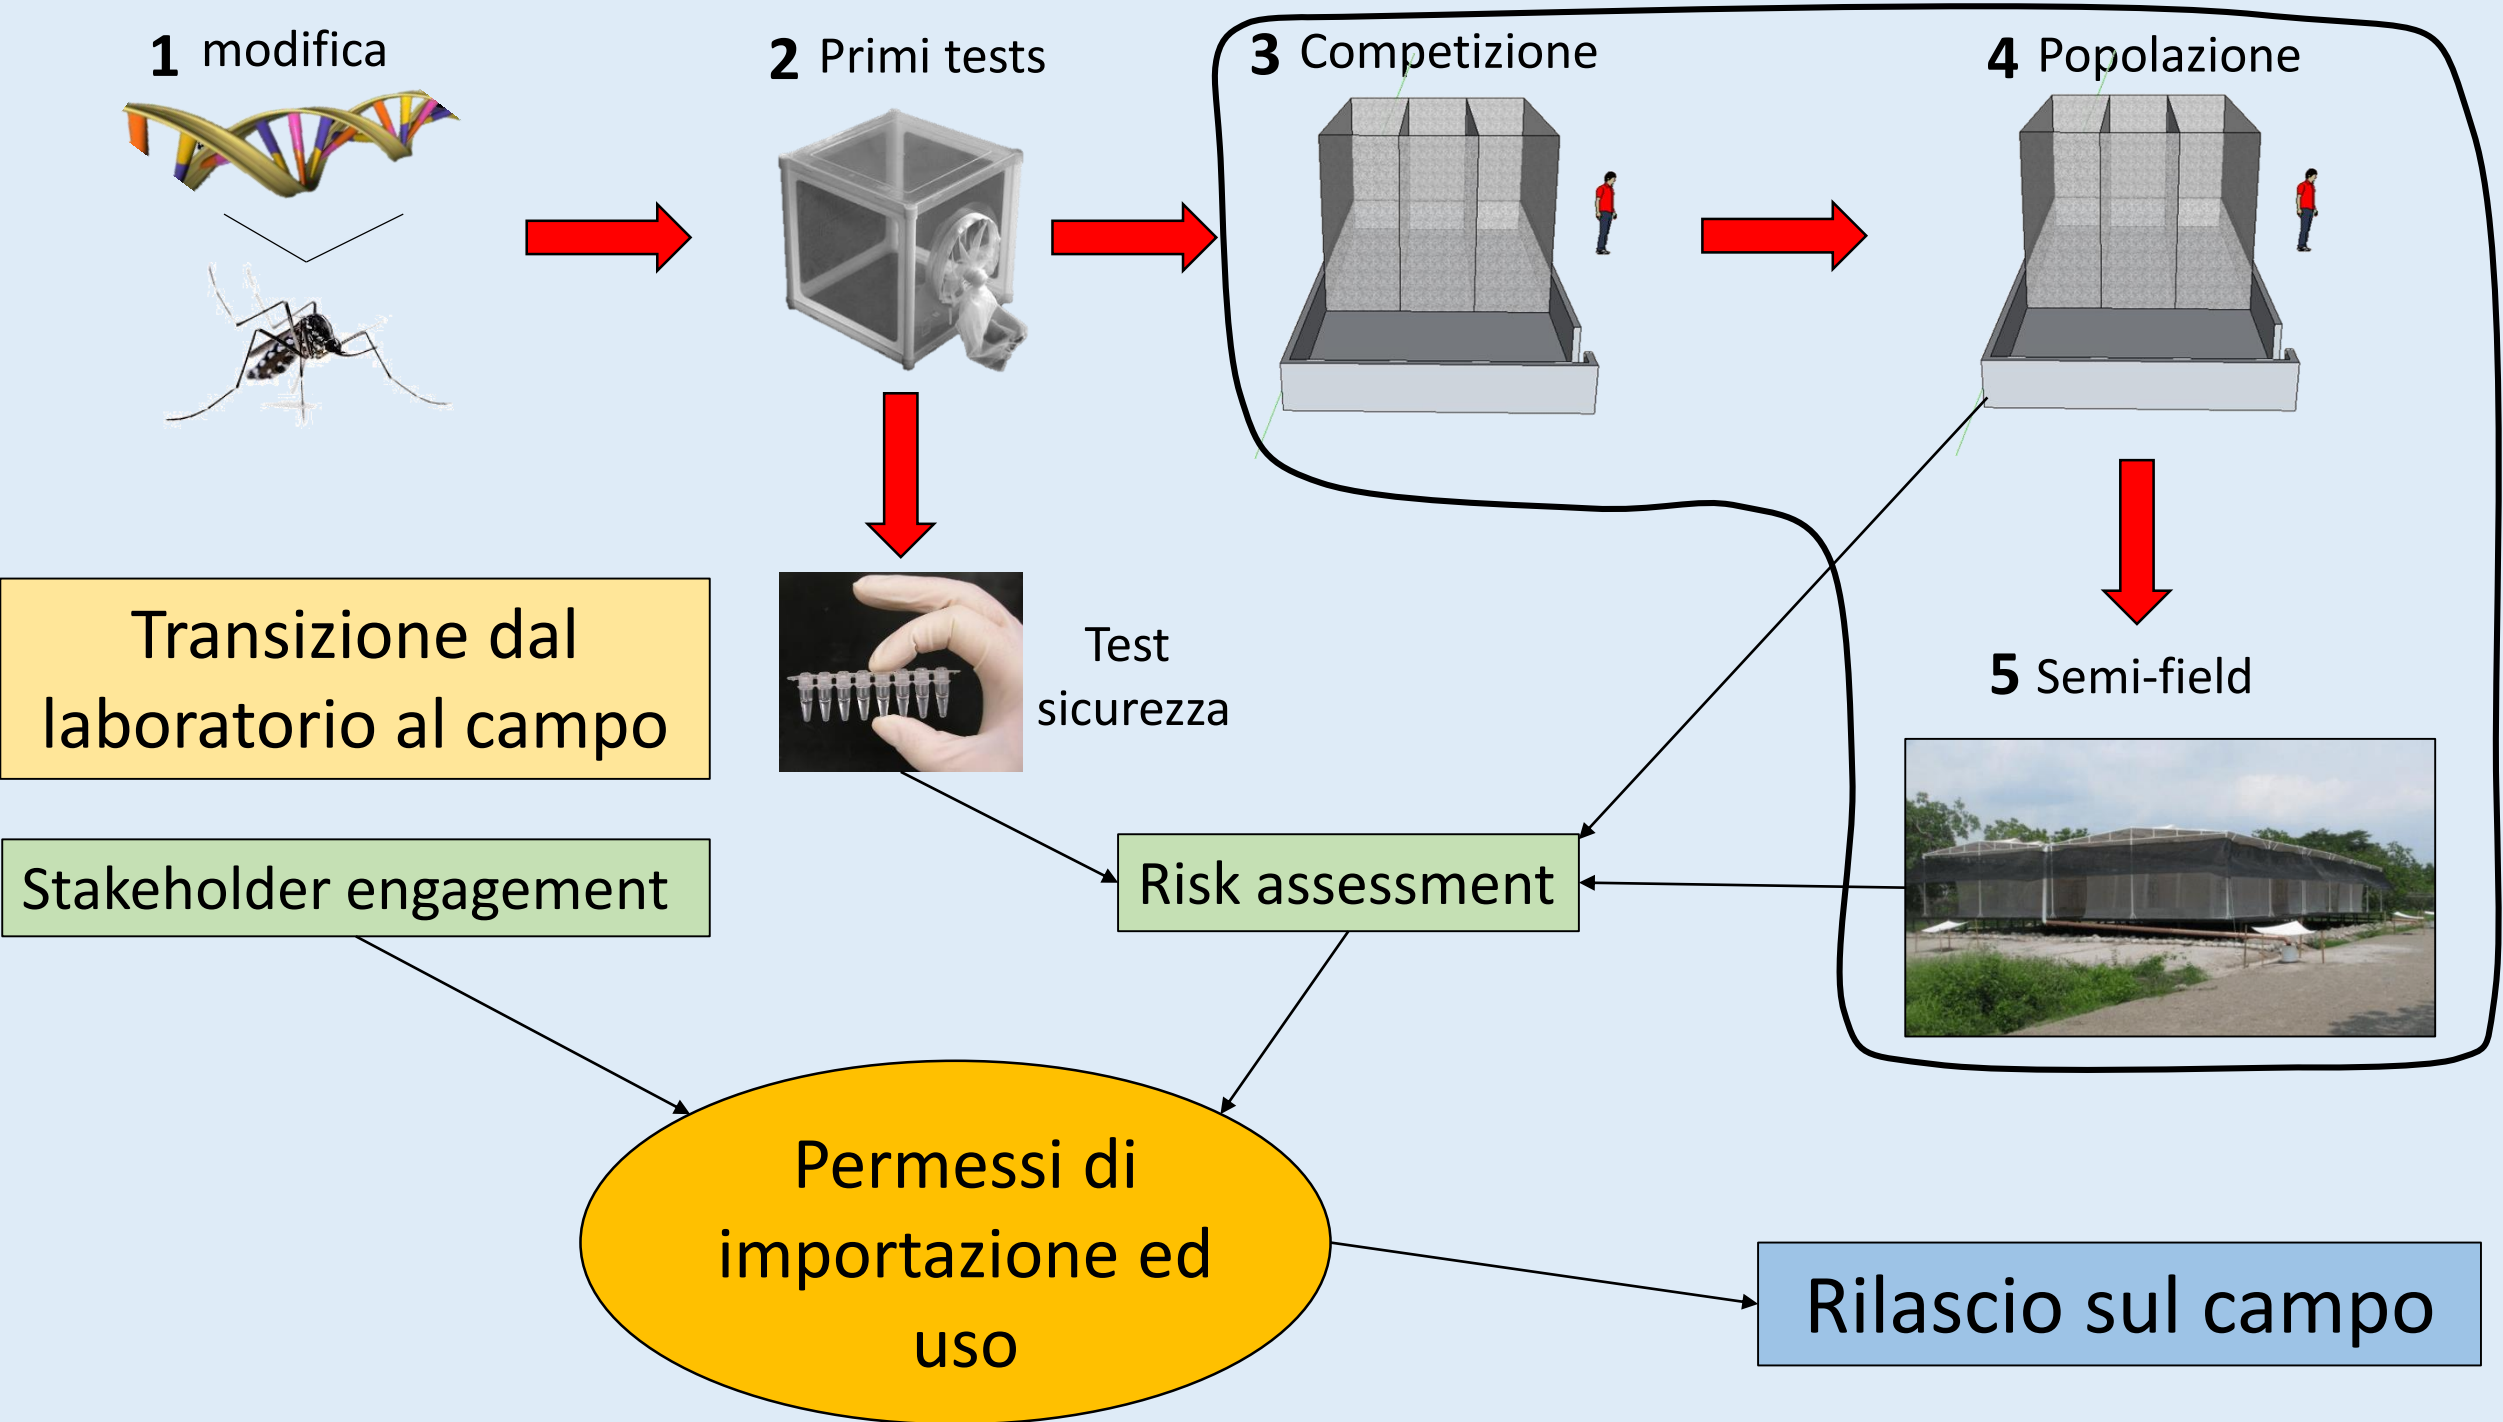 1 modifica
2 Primi tests
3 Competizione
4 Popolazione
Transizione dal
laboratorio al campo
Test
sicurezza
5 Semi-field
Stakeholder engagement
Risk assessment
Permessi di
importazione ed
uso
Rilascio sul campo